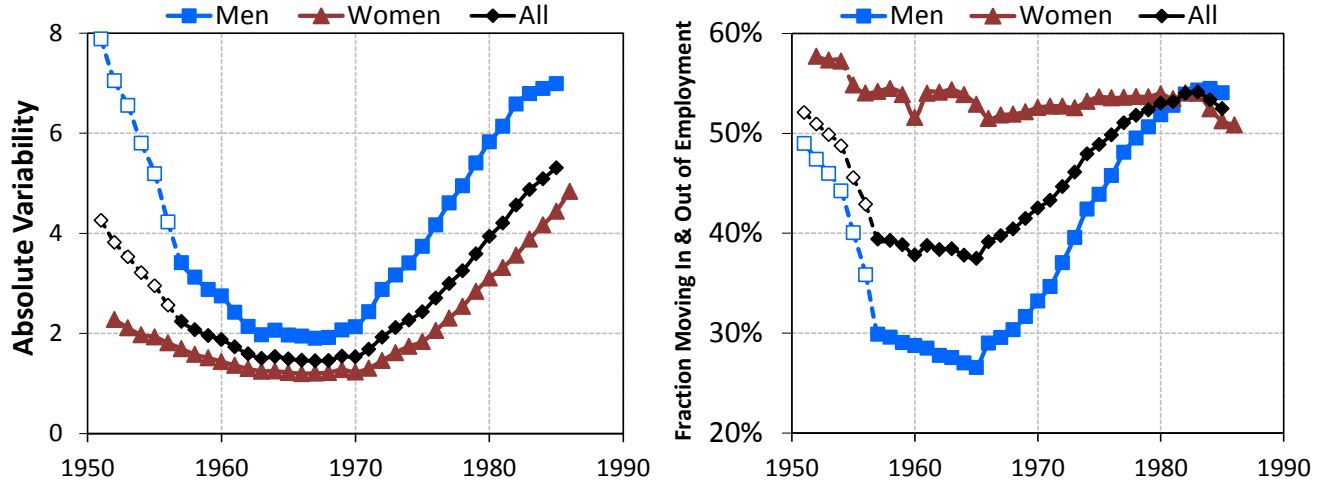 Men Women All
Absolute Variability
8
6
4
2
0
1950 1960 1970 1980 1990
Men Women All
Fraction Moving In & Out of Employment
60%
50%
40%
30%
20%
1950 1960 1970 1980 1990